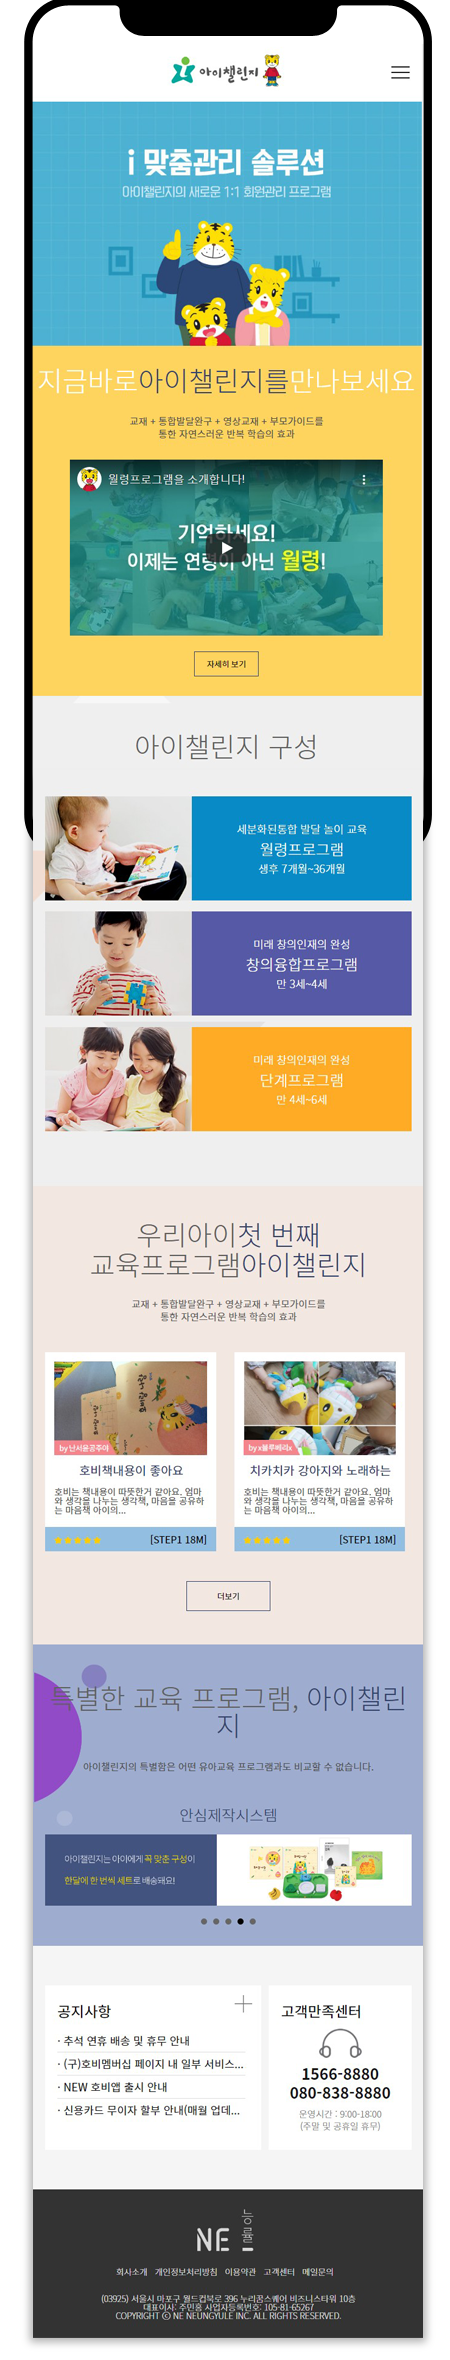 아이챌린지
i 맞춤관리 솔루션
아이챌린지의 새로운 1:1 회원관리 프로그램
지금바로아이챌린지를만나보세요
교재 + 통합발달완구 + 영상교재 + 부모가이드를
통한 자연스러운 반복 학습의 효과
월령프로그램을 소개합니다!
기억하세요!
이제는 연령이 아닌 월령!
자세히 보기
아이챌린지 구성
세분화된통합 발달 놀이 교육
월령프로그램
생후 7개월~36개월
미래 창의인재의 완성
창의융합프로그램
만 3세~4세
미래 창의인재의 완성
단계프로그램
만 4세~6세
우리아이첫 번째
교육프로그램아이챌린지
교재 + 통합발달완구 + 영상교재 + 부모가이드를
통한 자연스러운 반복 학습의 효과
by 난서윤공주야
호비책내용이 좋아요
호비는 책내용이 따뜻한거 같아요. 엄마
와 생각을 나누는 생각책, 마음을 공유하
는 마음책 아이의...
[STEP1 18M]
by x블루베리x
치카치카 강아지와 노래하는
호비는 책내용이 따뜻한거 같아요. 엄마
와 생각을 나누는 생각책, 마음을 공유하
는 마음책 아이의...
[STEP1 18M]
더보기
특별한 교육 프로그램, 아이챌린
지
아이챌린지의 특별함은 어떤 유아교육 프로그램과도 비교할 수 없습니다.
안심제작시스템
아이챌린지는 아이에게 꼭 맞춘 구성이
한달에 한 번씩 세트로 배송돼요!
공지사항
· 추석 연휴 배송 및 휴무 안내
· (구)호비멤버십 페이지 내 일부 서비스...
· NEW 호비앱 출시 안내
· 신용카드 무이자 할부 안내(매월 업데...
고객만족센터
1566-8880
080-838-8880
운영시간 : 9:00-18:00
(주말 및 공휴일 휴무)
NE 능률
회사소개 개인정보처리방침 이용약관 고객센터 메일문의
(03925) 서울시 마포구 월드컵북로 396 누리꿈스퀘어 비즈니스타워 10층
대표이사: 주민홍 사업자등록번호: 105-81-65267
COPYRIGHT ⓒ NE NEUNGYULE INC. ALL RIGHTS RESERVED.